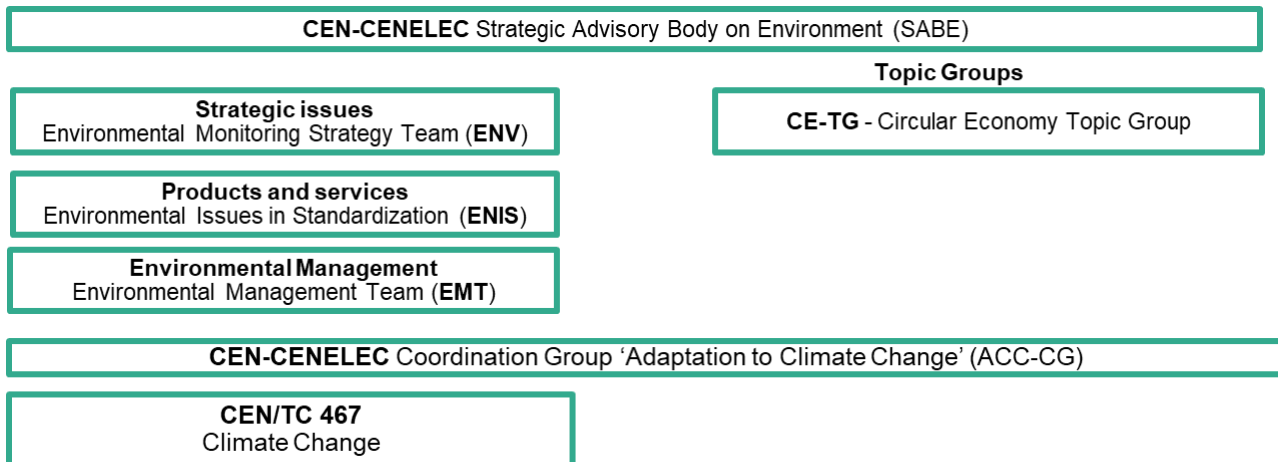 CEN-CENELEC Strategic Advisory Body on Environment (SABE)
Topic Groups
Strategic issues
Environmental Monitoring Strategy Team (ENV)
CE-TG - Circular Economy Topic Group
Products and services
Environmental Issues in Standardization (ENIS)
Environmental Management
Environmental Management Team (EMT)
CEN-CENELEC Coordination Group ‘Adaptation to Climate Change’ (ACC-CG)
CEN/TC 467
Climate Change